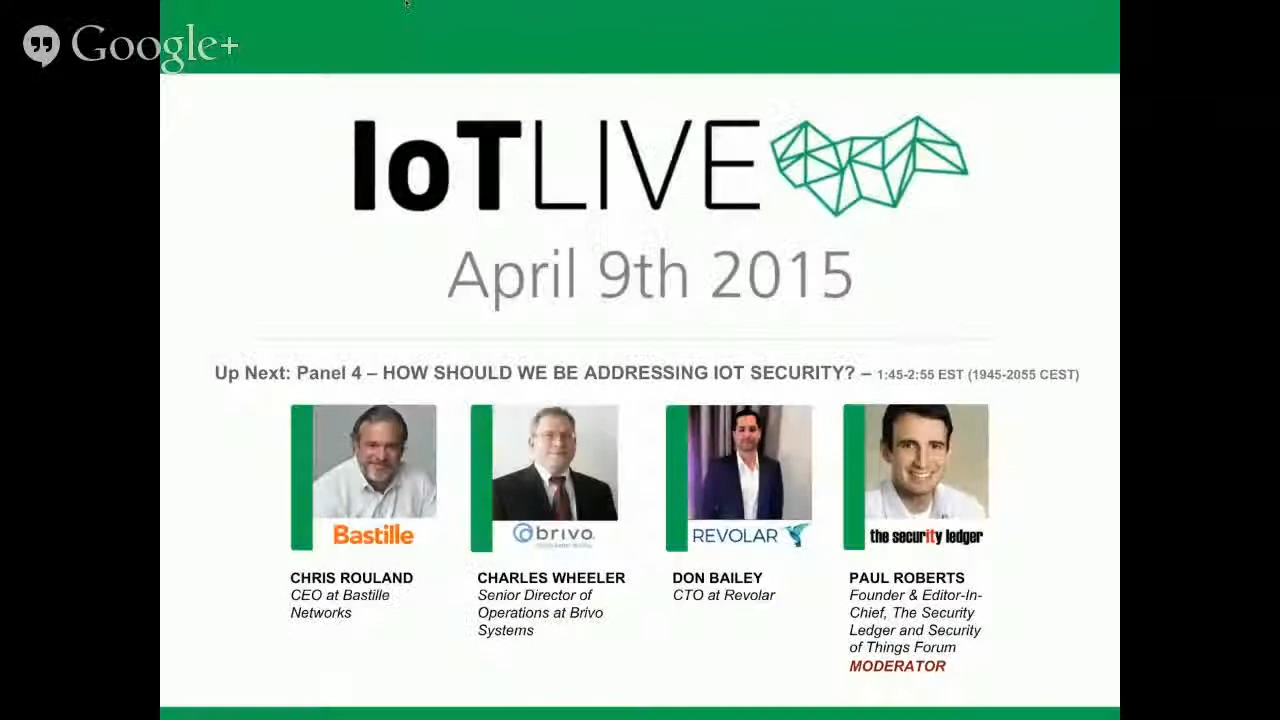 Google+
IoTLIVE
April 9th 2015
Up Next: Panel 4 – HOW SHOULD WE BE ADDRESSING IOT SECURITY? – 1:45-2:55 EST (1945-2055 CEST)
Bastille
brivo
REVOLAR
the security ledger
CHRIS ROULAND
CEO at Bastille
Networks
CHARLES WHEELER
Senior Director of
Operations at Brivo
Systems
DON BAILEY
CTO at Revolar
PAUL ROBERTS
Founder & Editor-In-
Chief, The Security
Ledger and Security
of Things Forum
MODERATOR